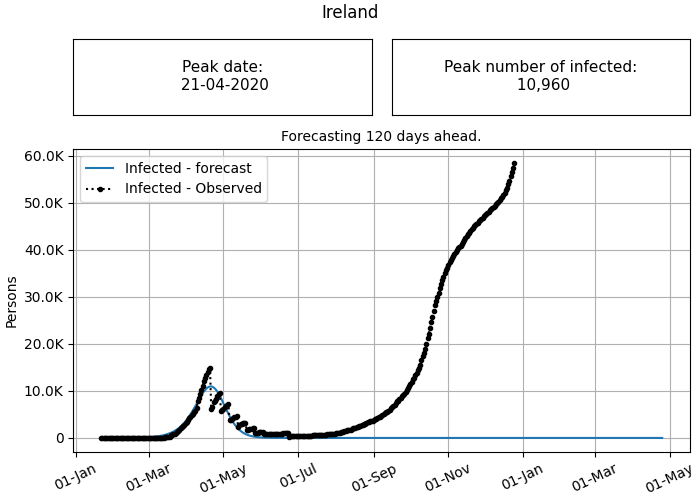 Ireland
Peak date:
21-04-2020
Peak number of infected:
10,960
Forecasting 120 days ahead.
60.0K
50.0K
40.0K
30.0K
20.0K
10.0K
0
Persons
Infected - forecast
Infected - Observed
01-Jan
01-Mar
01-May
01-Jul
01-Sep
01-Nov
01-Jan
01-Mar
01-May